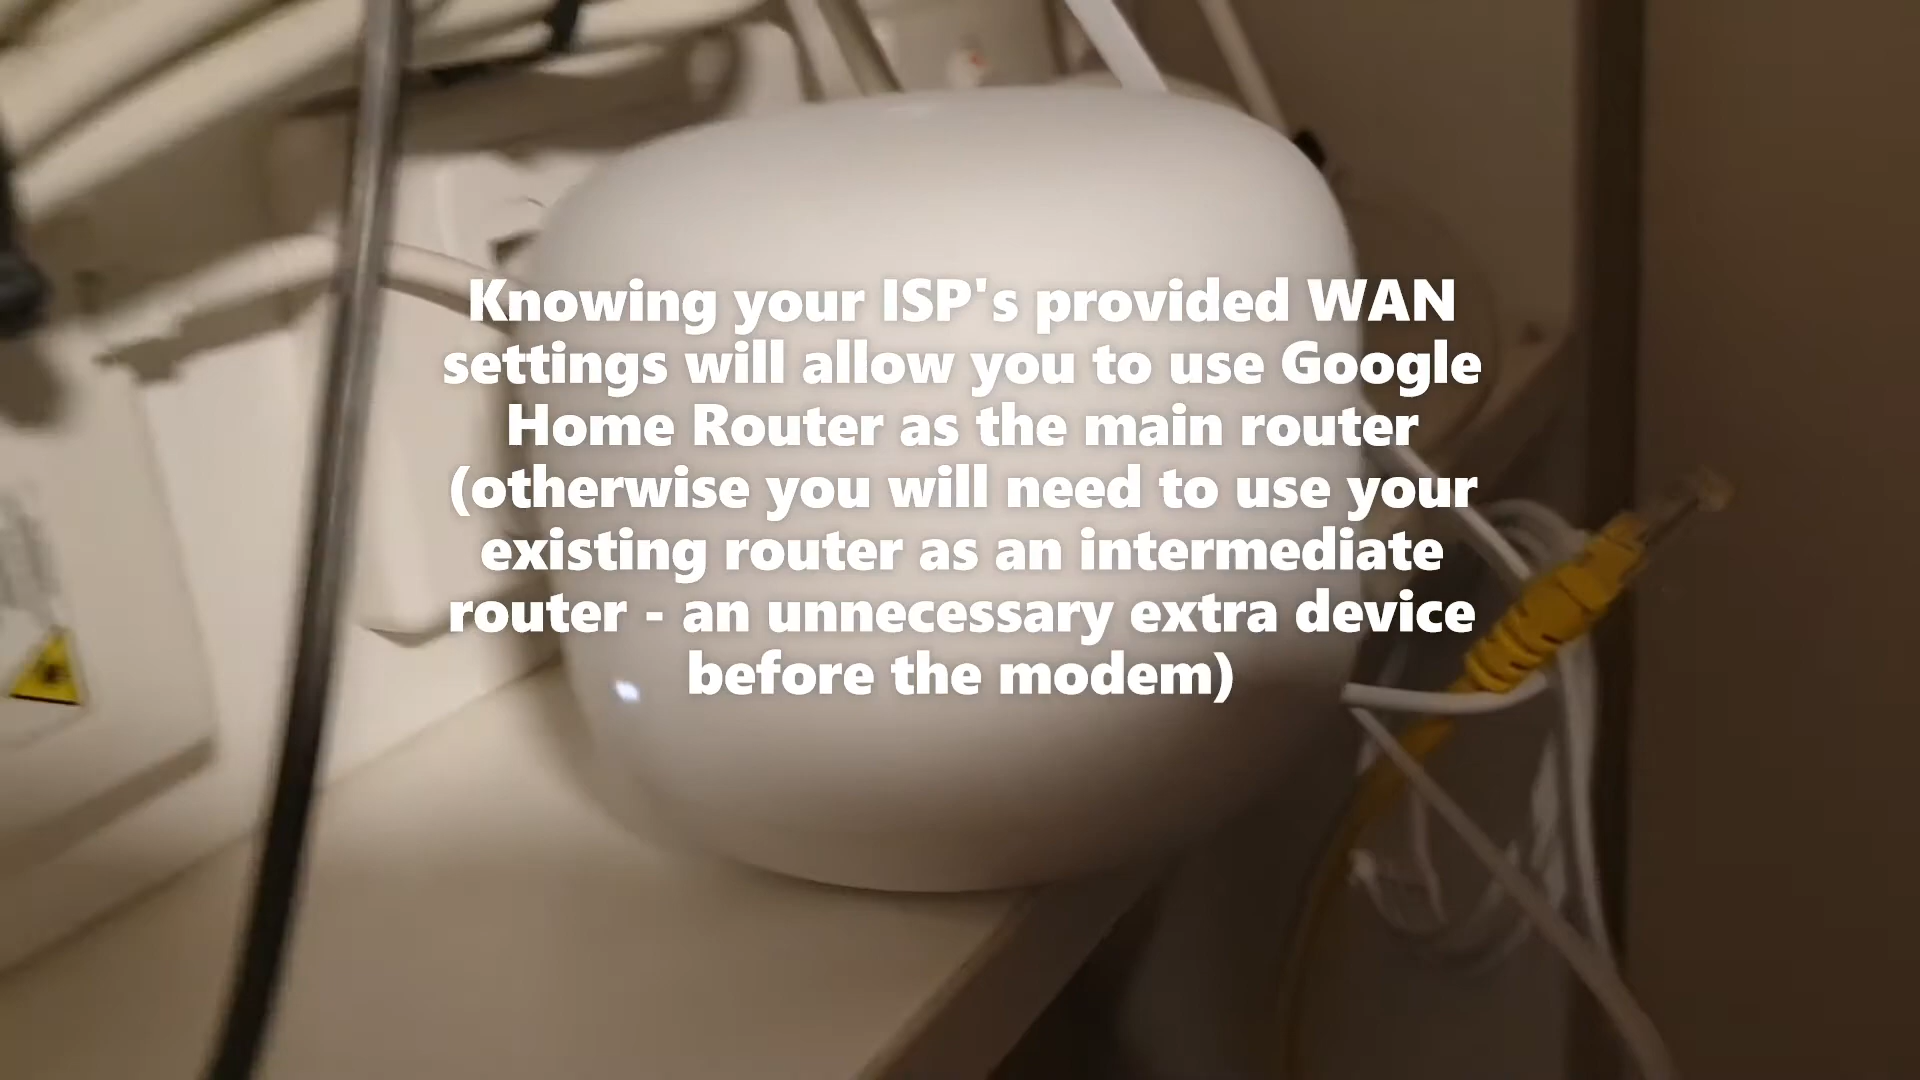 Knowing your ISP's provided WAN
settings will allow you to use Google
Home Router as the main router
(otherwise you will need to use your
existing router as an intermediate
router - an unnecessary extra device
before the modem)